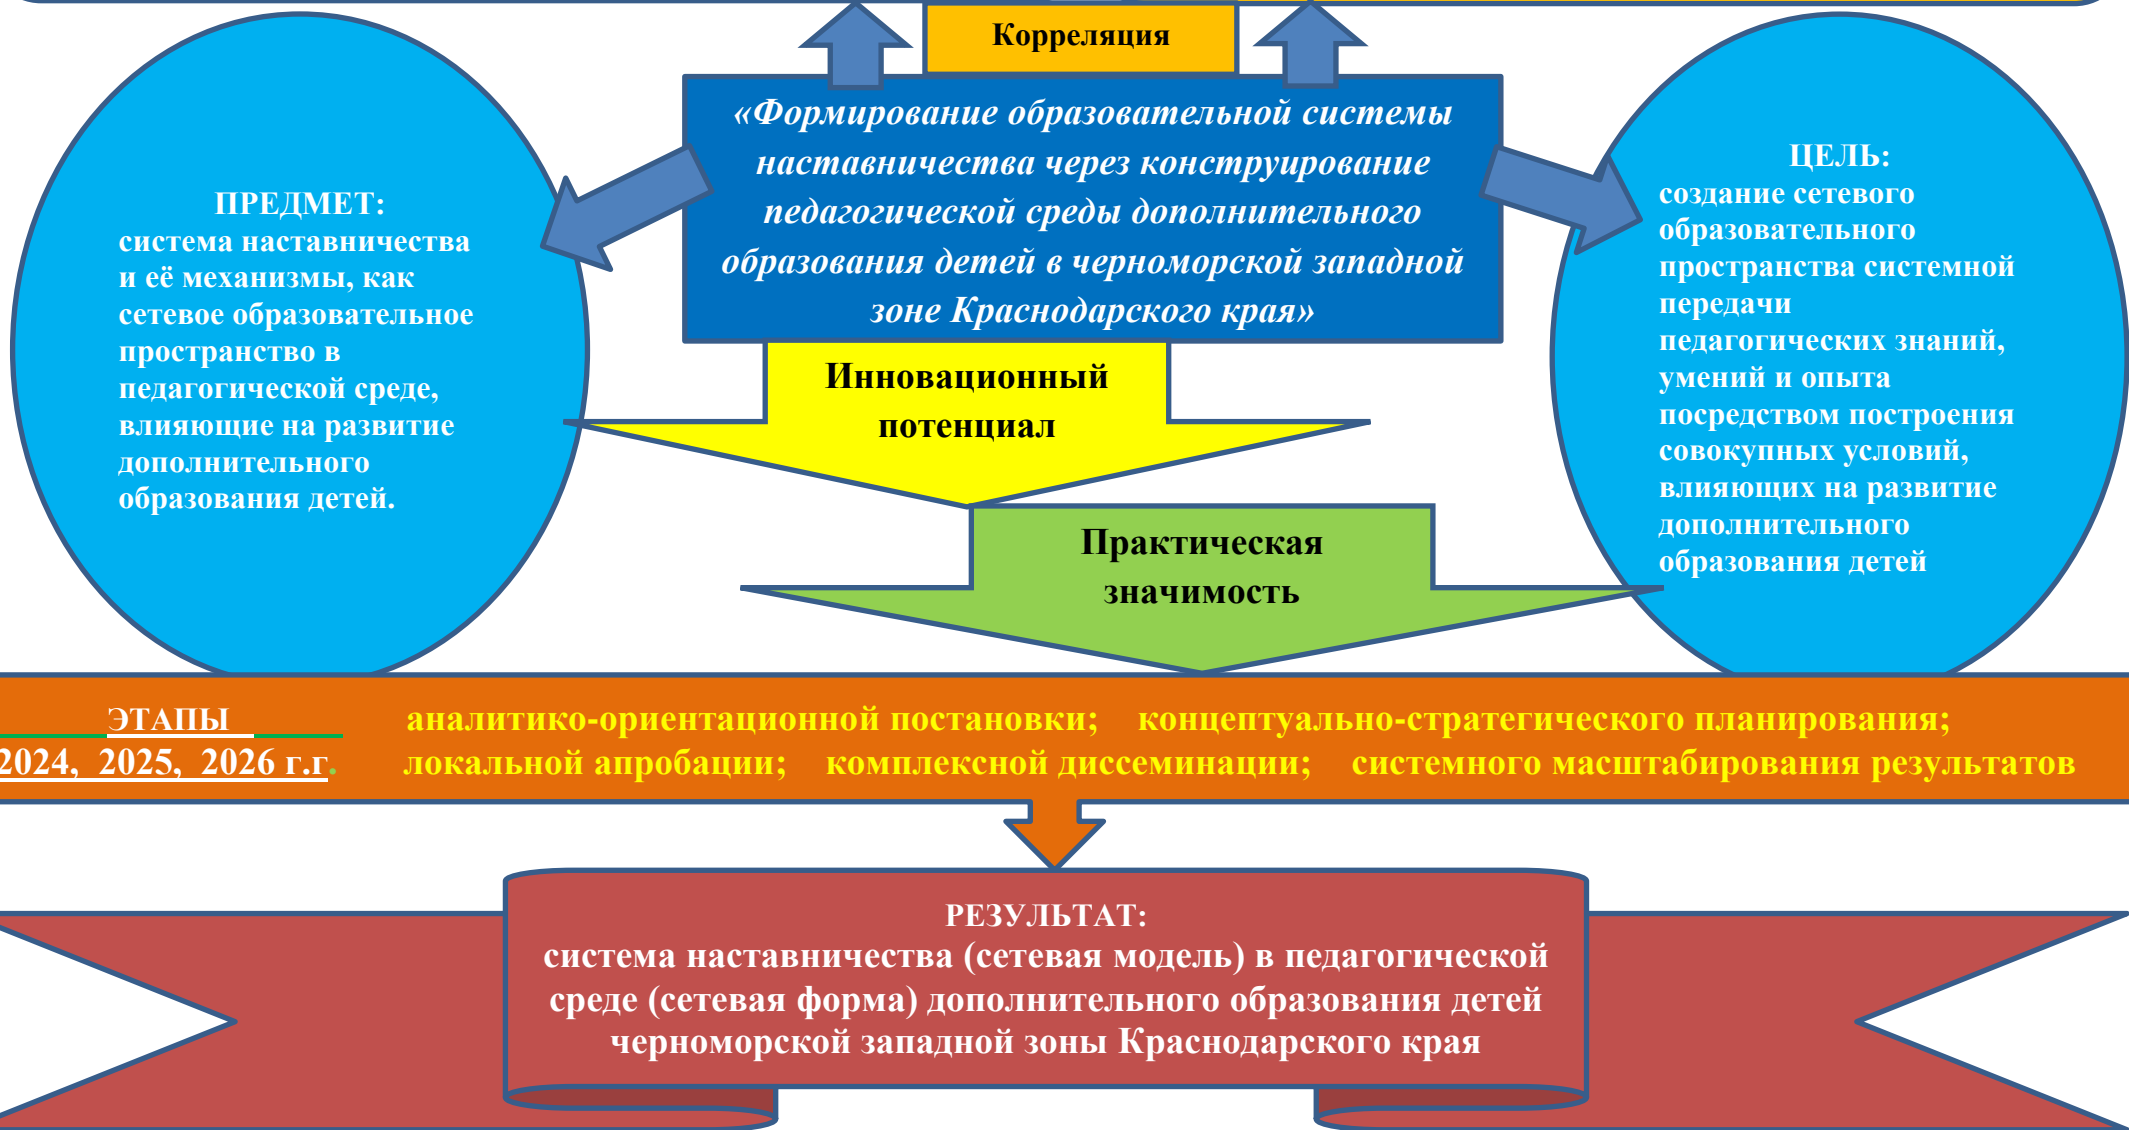 Корреляция
«Формирование образовательной системы
наставничества через конструирование
педагогической среды дополнительного
образования детей в черноморской западной
зоне Краснодарского края»
ПРЕДМЕТ:
система наставничества
и её механизмы, как
сетевое образовательное
пространство в
педагогической среде,
влияющие на развитие
дополнительного
образования детей.
ЦЕЛЬ:
создание сетевого
образовательного
пространства системной
передачи
педагогических знаний,
умений и опыта
посредством построения
совокупных условий,
влияющих на развитие
дополнительного
образования детей
Инновационный
потенциал
Практическая
значимость
ЭТАПЫ аналитико-ориентационной постановки; концептуально-стратегического планирования;
2024, 2025, 2026 г.г. локальной апробации; комплексной диссеминации; системного масштабирования результатов
РЕЗУЛЬТАТ:
система наставничества (сетевая модель) в педагогической
среде (сетевая форма) дополнительного образования детей
черноморской западной зоны Краснодарского края